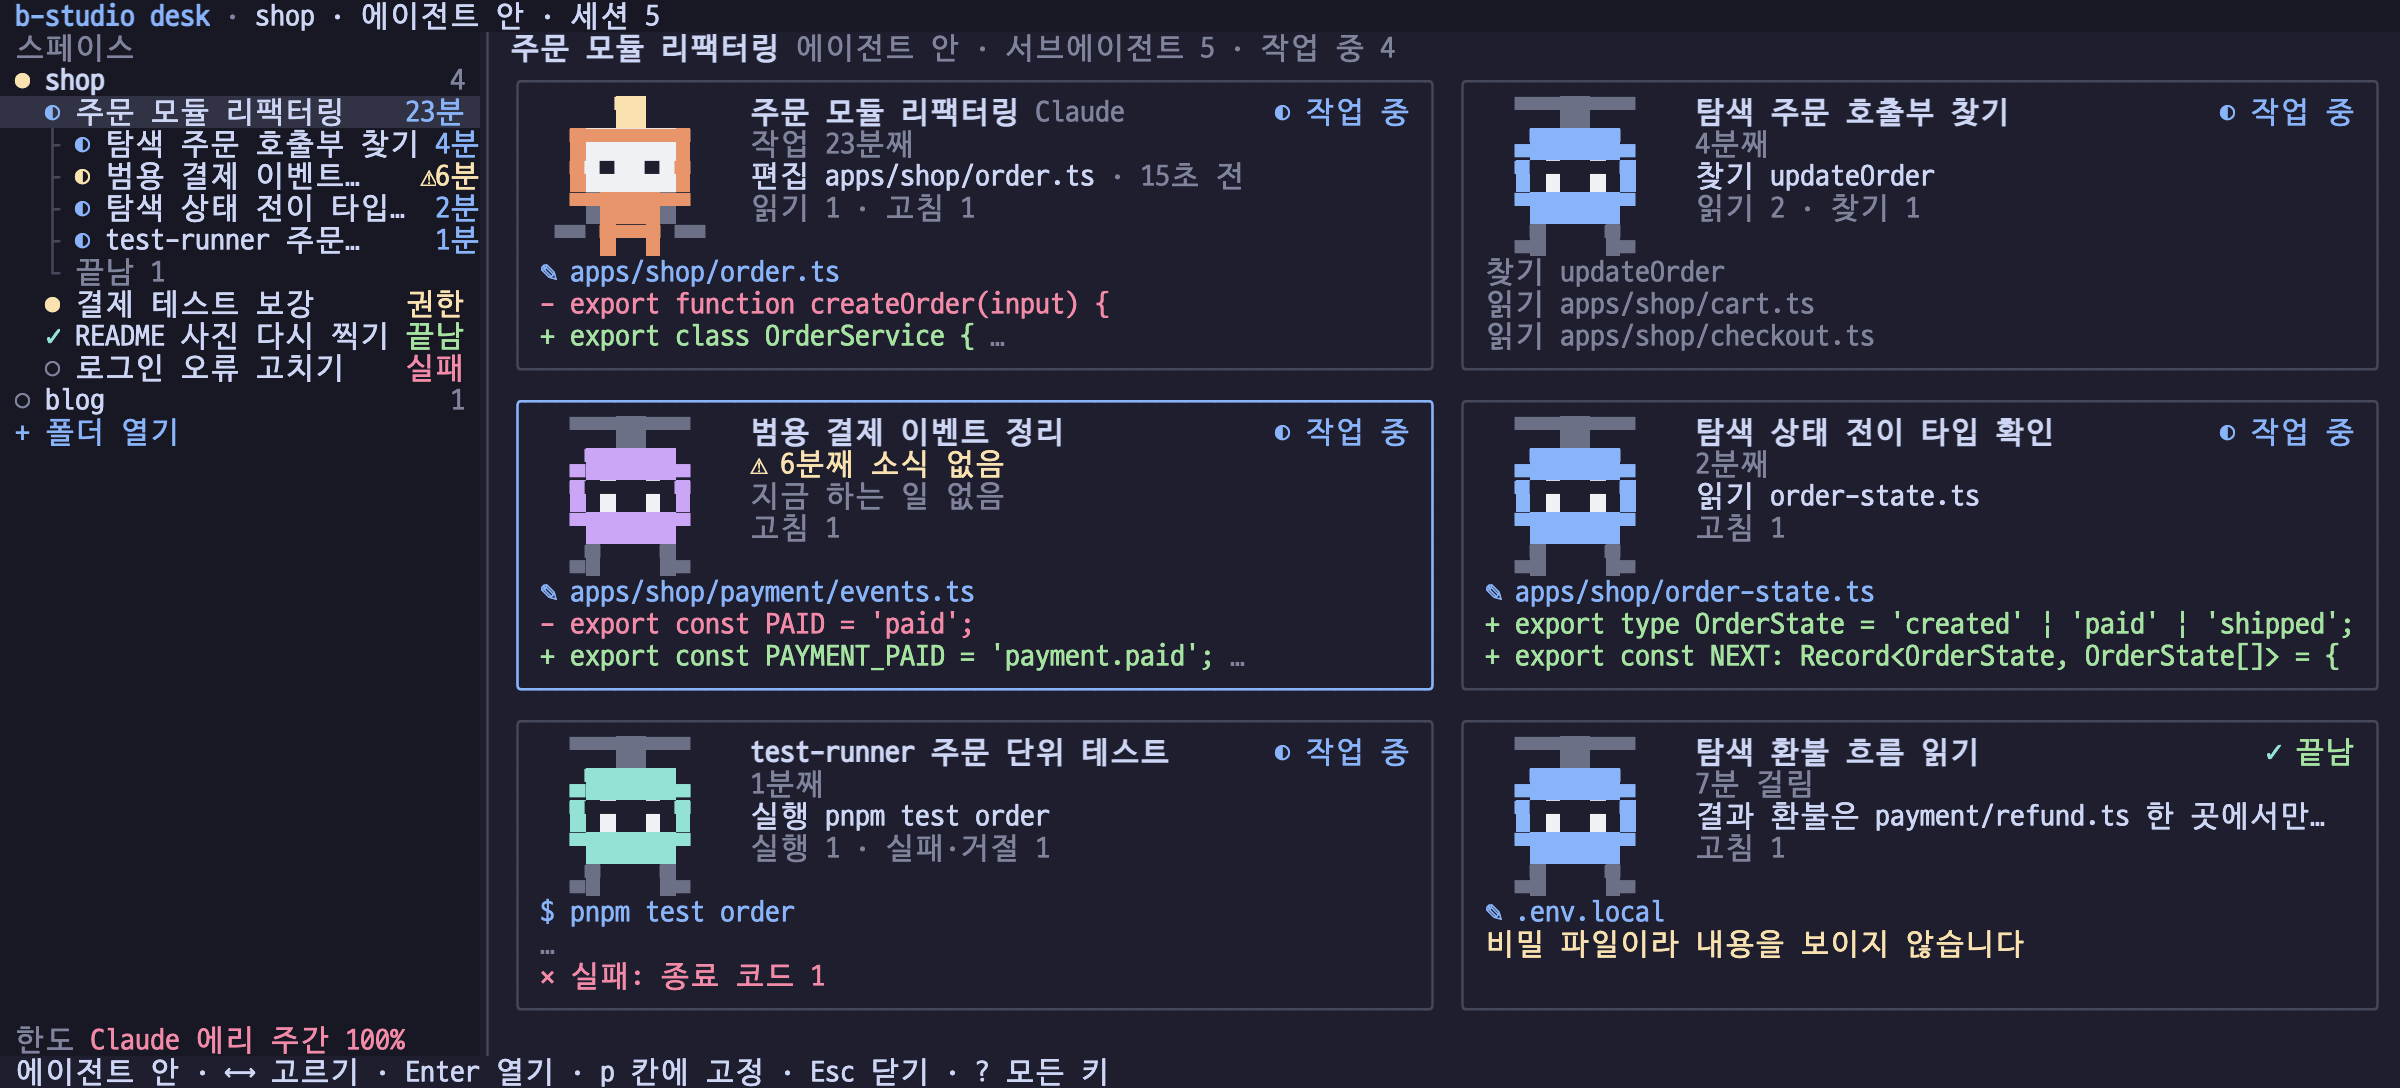 b-studio desk · shop · 에이전트 안 · 세션 5
스페이스
● shop 4
◐ 주문 모듈 리팩터링 23분
◐ 탐색 주문 호출부 찾기 4분
◐ 범용 결제 이벤트… ⚠6분
◐ 탐색 상태 전이 타입… 2분
◐ test-runner 주문… 1분
끝남 1
● 결제 테스트 보강 권한
✓ README 사진 다시 찍기 끝남
○ 로그인 오류 고치기 실패
○ blog 1
+ 폴더 열기
한도 Claude 에리 주간 100%
주문 모듈 리팩터링 에이전트 안 · 서브에이전트 5 · 작업 중 4
주문 모듈 리팩터링 Claude ◐ 작업 중
작업 23분째
편집 apps/shop/order.ts · 15초 전
읽기 1 · 고침 1
✎ apps/shop/order.ts
- export function createOrder(input) {
+ export class OrderService { …
탐색 주문 호출부 찾기 ◐ 작업 중
4분째
찾기 updateOrder
읽기 2 · 찾기 1
찾기 updateOrder
읽기 apps/shop/cart.ts
읽기 apps/shop/checkout.ts
범용 결제 이벤트 정리 ◐ 작업 중
⚠ 6분째 소식 없음
지금 하는 일 없음
고침 1
✎ apps/shop/payment/events.ts
- export const PAID = 'paid';
+ export const PAYMENT_PAID = 'payment.paid'; …
탐색 상태 전이 타입 확인 ◐ 작업 중
2분째
읽기 order-state.ts
고침 1
✎ apps/shop/order-state.ts
+ export type OrderState = 'created' | 'paid' | 'shipped';
+ export const NEXT: Record<OrderState, OrderState[]> = {
test-runner 주문 단위 테스트 ◐ 작업 중
1분째
실행 pnpm test order
실행 1 · 실패·거절 1
$ pnpm test order
…
× 실패: 종료 코드 1
탐색 환불 흐름 읽기 ✓ 끝남
7분 걸림
결과 환불은 payment/refund.ts 한 곳에서만…
고침 1
✎ .env.local
비밀 파일이라 내용을 보이지 않습니다
에이전트 안 · ←→ 고르기 · Enter 열기 · p 칸에 고정 · Esc 닫기 · ? 모든 키